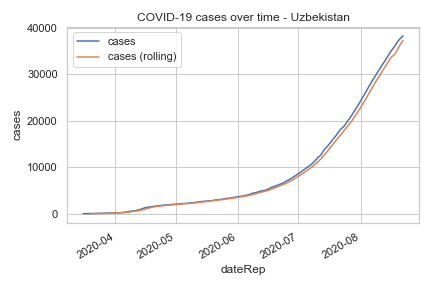 COVID-19 cases over time - Uzbekistan
cases
cases (rolling)
40000
30000
20000
10000
0
cases
2020-04
2020-05
2020-06
2020-07
2020-08
dateRep